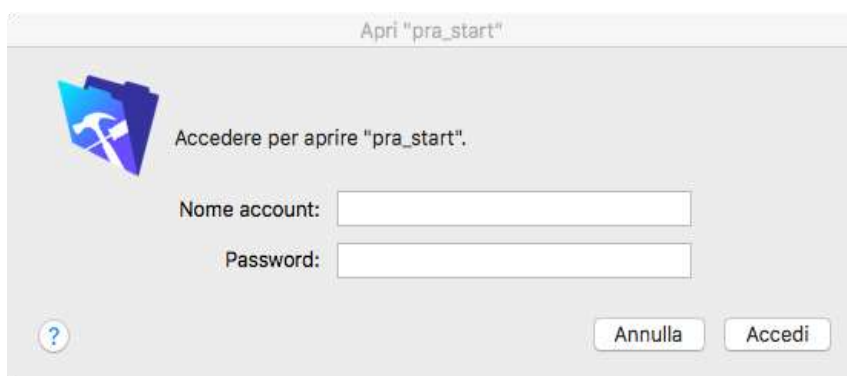 Apri "pra_start"
Accedere per aprire "pra_start".
Nome account:
Password:
?
Annulla
Accedi